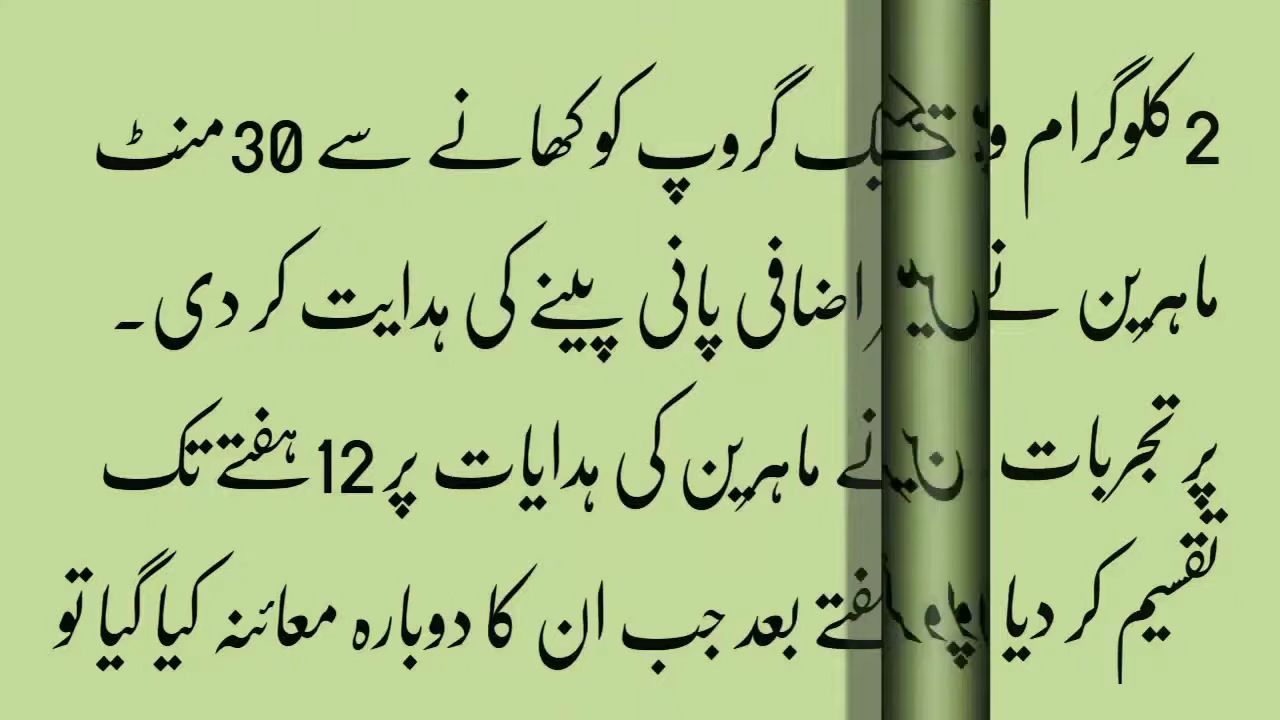 2 کلوگرام گروپ کو کھانے سے 30 منٹ
ماہرین نے اضافی پانی پینے کی ہدایت کر دی۔
پر تجربات نے ماہرین کی ہدایات پر 12 ہفتے تک
تقسیم کر دیا ہفتے بعد جب ان کا دوبارہ معائنہ کیا گیا تو